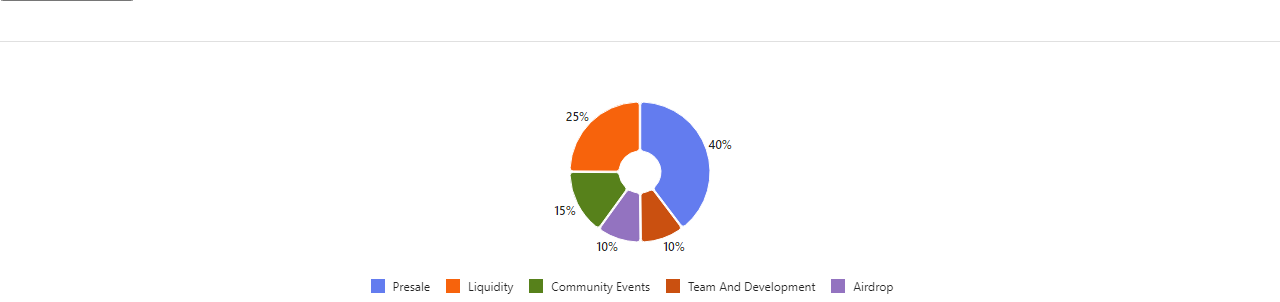 25%
40%
15%
10%
10%
Presale
Liquidity
Community Events
Team And Development
Airdrop